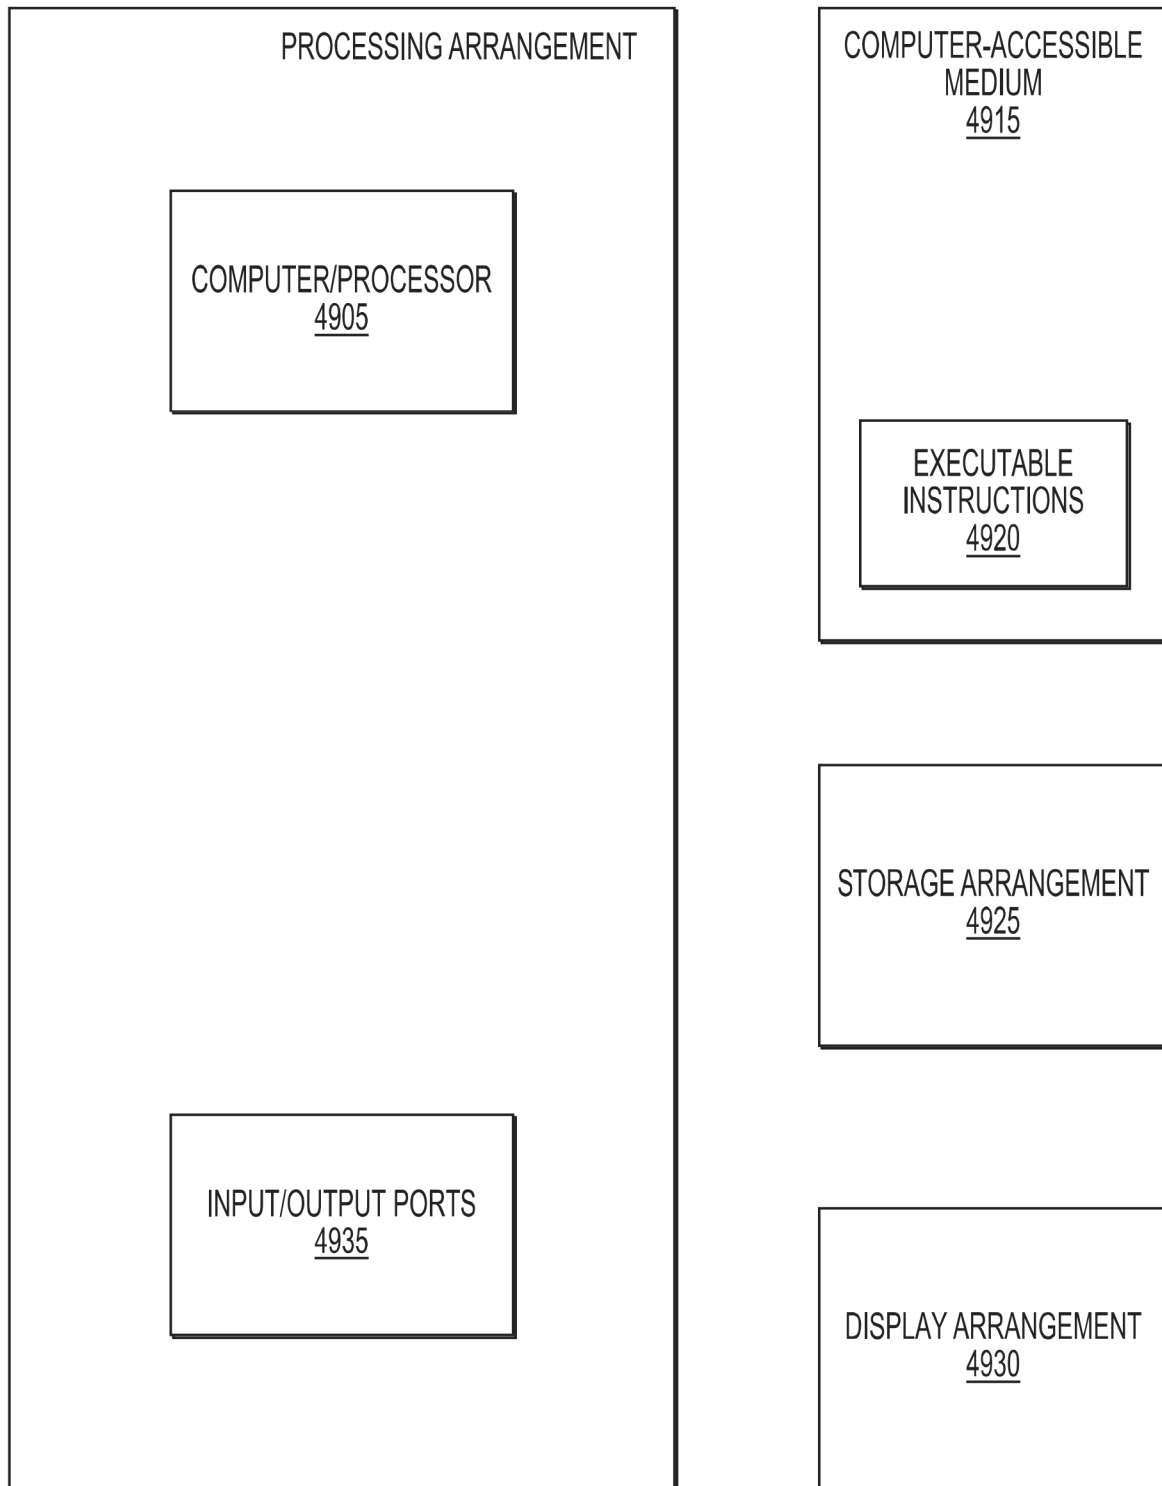 PROCESSING ARRANGEMENT
COMPUTER/PROCESSOR
4905
INPUT/OUTPUT PORTS
4935
COMPUTER-ACCESSIBLE
MEDIUM
4915
EXECUTABLE
INSTRUCTIONS
4920
STORAGE ARRANGEMENT
4925
DISPLAY ARRANGEMENT
4930